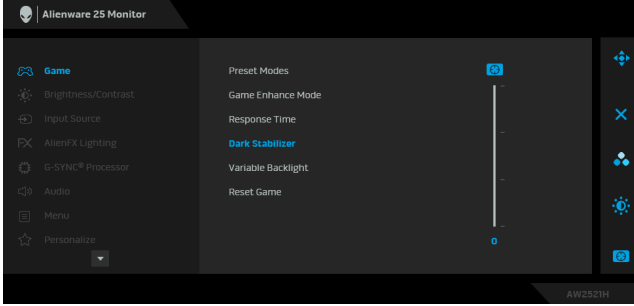 Alienware 25 Monitor
Game
Brightness/Contrast
Input Source
AlienFX Lighting
G-SYNC® Processor
Audio
Menu
Personalize
Preset Modes
Game Enhance Mode
Response Time
Dark Stabilizer
Variable Backlight
Reset Game
0
AW2521H